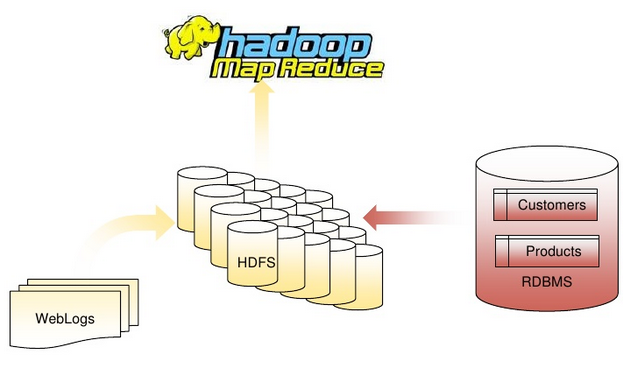 hadoop
Map Reduce
Customers
Products
HDFS
RDBMS
WebLogs